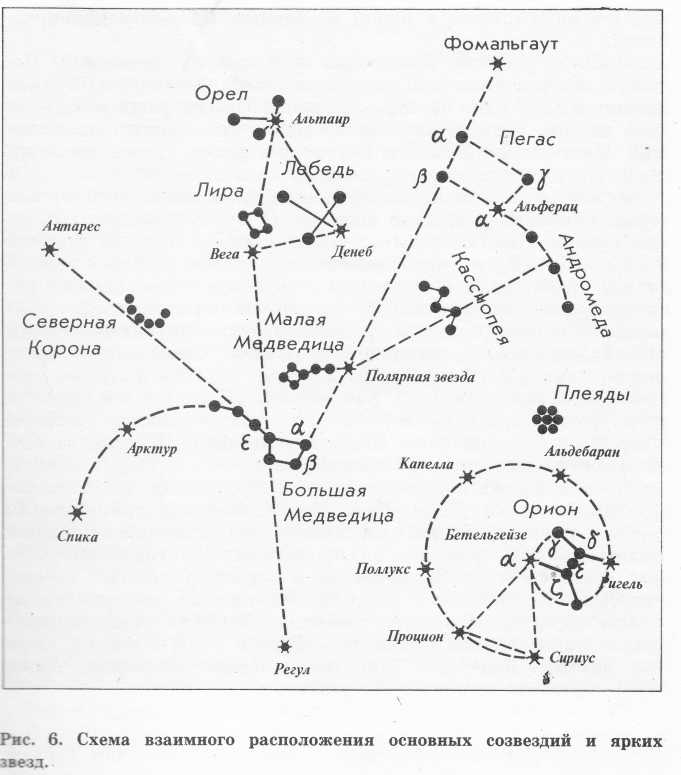 Фомальгаут
Орел
Альтаир
α
Пегас
Лебедь
β
γ
Лира
α
Альферац
Антарес
Вега
Денеб
Андромеда
Кассиопея
Северная
Корона
Малая
Медведица
Полярная звезда
Плеяды
ε
α
Арктур
β
Капелла
Альдебаран
Большая
Медведица
Орион
Спика
Бетельгейзе
γ
δ
α
ε
Поллукс
ζ
Ригель
Процион
Сириус
Регул
Рис. 6. Схема взаимного расположения основных созвездий и ярких
звезд.